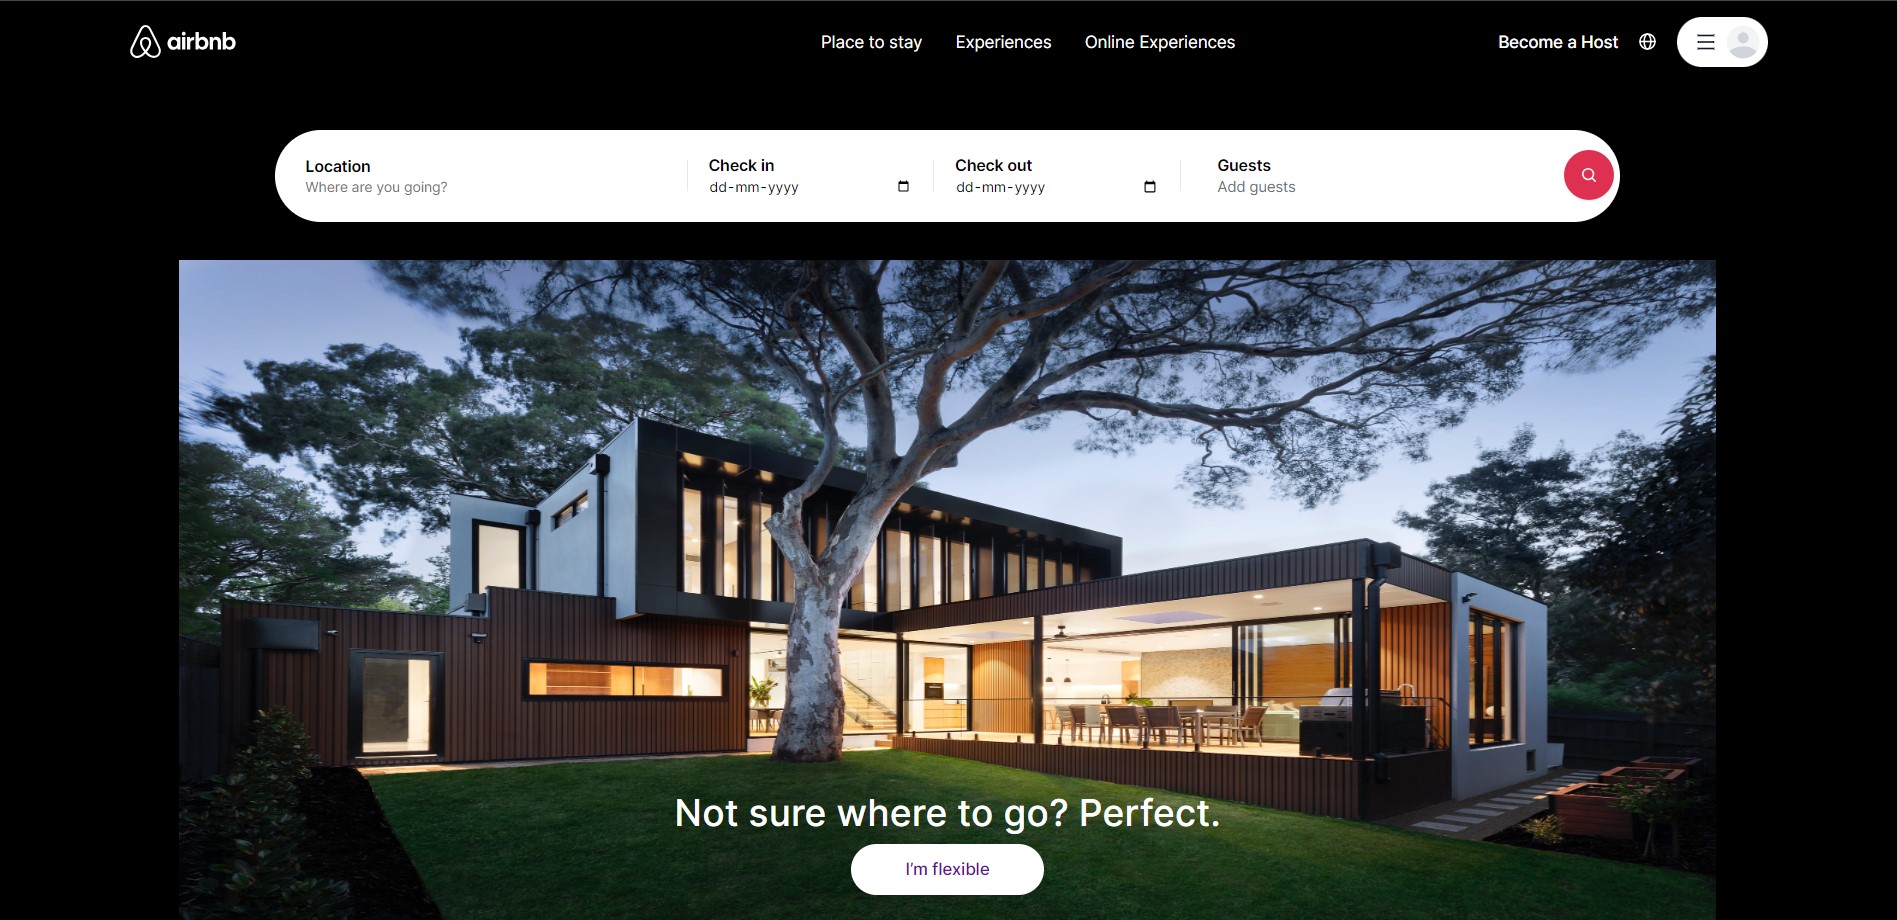 airbnb
Place to stay Experiences Online Experiences
Become a Host
Location
Where are you going?
Check in
dd-mm-yyyy
Check out
dd-mm-yyyy
Guests
Add guests
Not sure where to go? Perfect.
I'm flexible